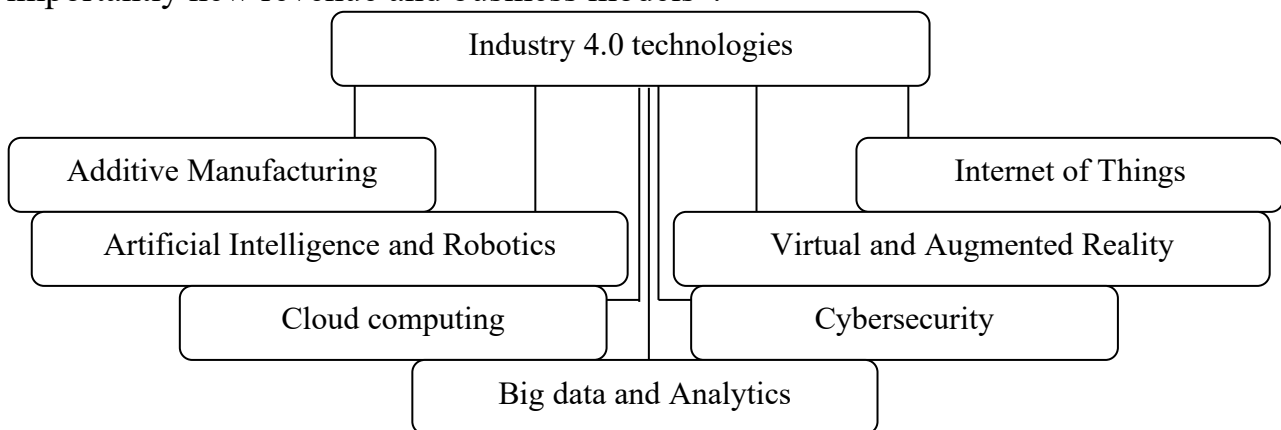 importantly new revenue and business models
Industry 4.0 technologies
Additive Manufacturing
Internet of Things
Artificial Intelligence and Robotics
Virtual and Augmented Reality
Cloud computing
Cybersecurity
Big data and Analytics